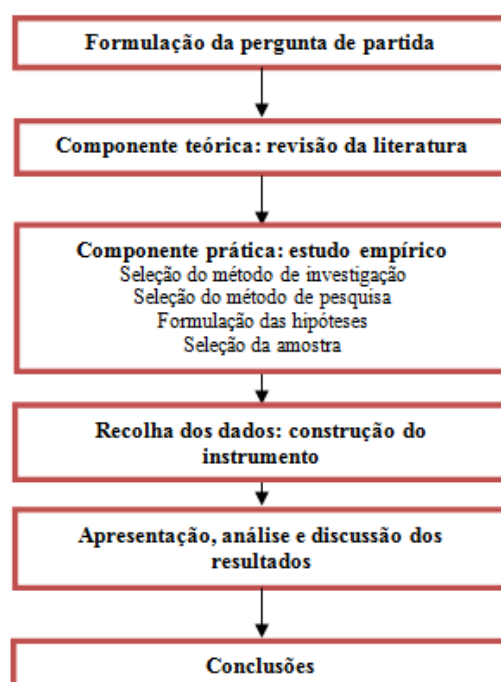 Formulação da pergunta de partida
Componente teórica: revisão da literatura
Componente prática: estudo empírico
Seleção do método de investigação
Seleção do método de pesquisa
Formulação das hipóteses
Seleção da amostra
Recolha dos dados: construção do
instrumento
Apresentação, análise e discussão dos
resultados
Conclusões